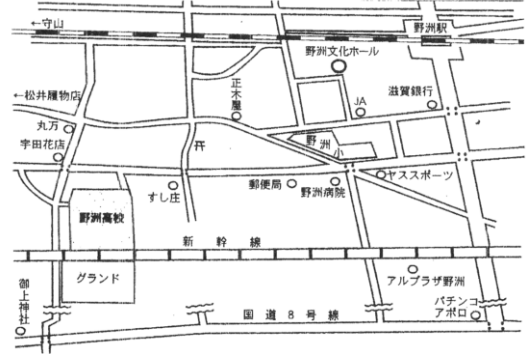 ←守山
野洲駅
野洲文化ホール
←松井履物店
正木屋
JA
滋賀銀行
丸万
宇田花店
野洲小
すし庄
郵便局
野洲病院
ヤススポーツ
野洲高校
新幹線
グランド
アルプラザ野洲
御上神社
国道8号線
パチンコ
アポロ